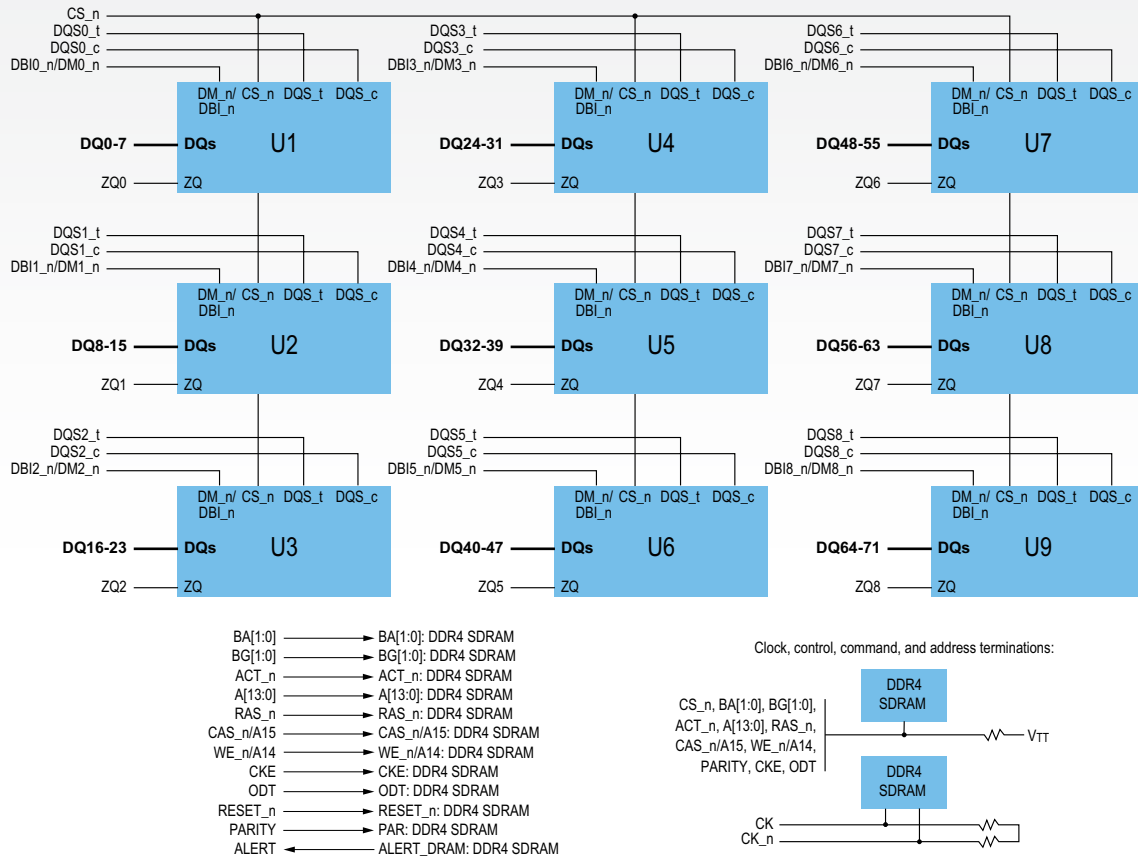 CS_n
DQS0_t
DQS0_c
DBI0_n/DM0_n
DM_n/ CS_n DQS_t DQS_c
DBI_n
DQ0-7 DQs U1
ZQ0 ZQ
DQS3_t
DQS3_c
DBI3_n/DM3_n
DM_n/ CS_n DQS_t DQS_c
DBI_n
DQ24-31 DQs U4
ZQ3 ZQ
DQS6_t
DQS6_c
DBI6_n/DM6_n
DM_n/ CS_n DQS_t DQS_c
DBI_n
DQ48-55 DQs U7
ZQ6 ZQ
DQS1_t
DQS1_c
DBI1_n/DM1_n
DM_n/ CS_n DQS_t DQS_c
DBI_n
DQ8-15 DQs U2
ZQ1 ZQ
DQS4_t
DQS4_c
DBI4_n/DM4_n
DM_n/ CS_n DQS_t DQS_c
DBI_n
DQ32-39 DQs U5
ZQ4 ZQ
DQS7_t
DQS7_c
DBI7_n/DM7_n
DM_n/ CS_n DQS_t DQS_c
DBI_n
DQ56-63 DQs U8
ZQ7 ZQ
DQS2_t
DQS2_c
DBI2_n/DM2_n
DM_n/ CS_n DQS_t DQS_c
DBI_n
DQ16-23 DQs U3
ZQ2 ZQ
DQS5_t
DQS5_c
DBI5_n/DM5_n
DM_n/ CS_n DQS_t DQS_c
DBI_n
DQ40-47 DQs U6
ZQ5 ZQ
DQS8_t
DQS8_c
DBI8_n/DM8_n
DM_n/ CS_n DQS_t DQS_c
DBI_n
DQ64-71 DQs U9
ZQ8 ZQ
BA[1:0] BA[1:0]: DDR4 SDRAM
BG[1:0] BG[1:0]: DDR4 SDRAM
ACT_n ACT_n: DDR4 SDRAM
A[13:0] A[13:0]: DDR4 SDRAM
RAS_n RAS_n: DDR4 SDRAM
CAS_n/A15 CAS_n/A15: DDR4 SDRAM
WE_n/A14 WE_n/A14: DDR4 SDRAM
CKE CKE: DDR4 SDRAM
ODT ODT: DDR4 SDRAM
RESET_n RESET_n: DDR4 SDRAM
PARITY PAR: DDR4 SDRAM
ALERT ALERT_DRAM: DDR4 SDRAM
Clock, control, command, and address terminations:
DDR4
SDRAM
CS_n, BA[1:0], BG[1:0],
ACT_n, A[13:0], RAS_n,
CAS_n/A15, WE_n/A14,
PARITY, CKE, ODT
VTT
DDR4
SDRAM
CK
CK_n